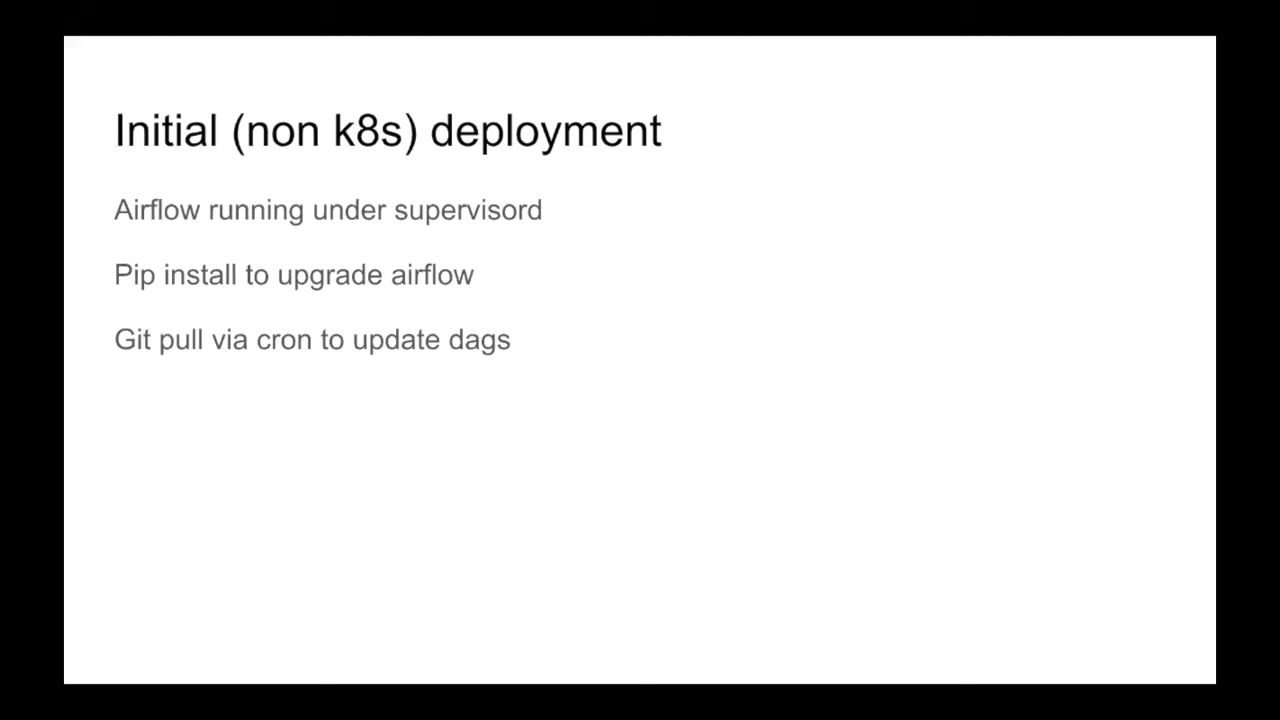 Initial (non k8s) deployment
Airflow running under supervisord
Pip install to upgrade airflow
Git pull via cron to update dags